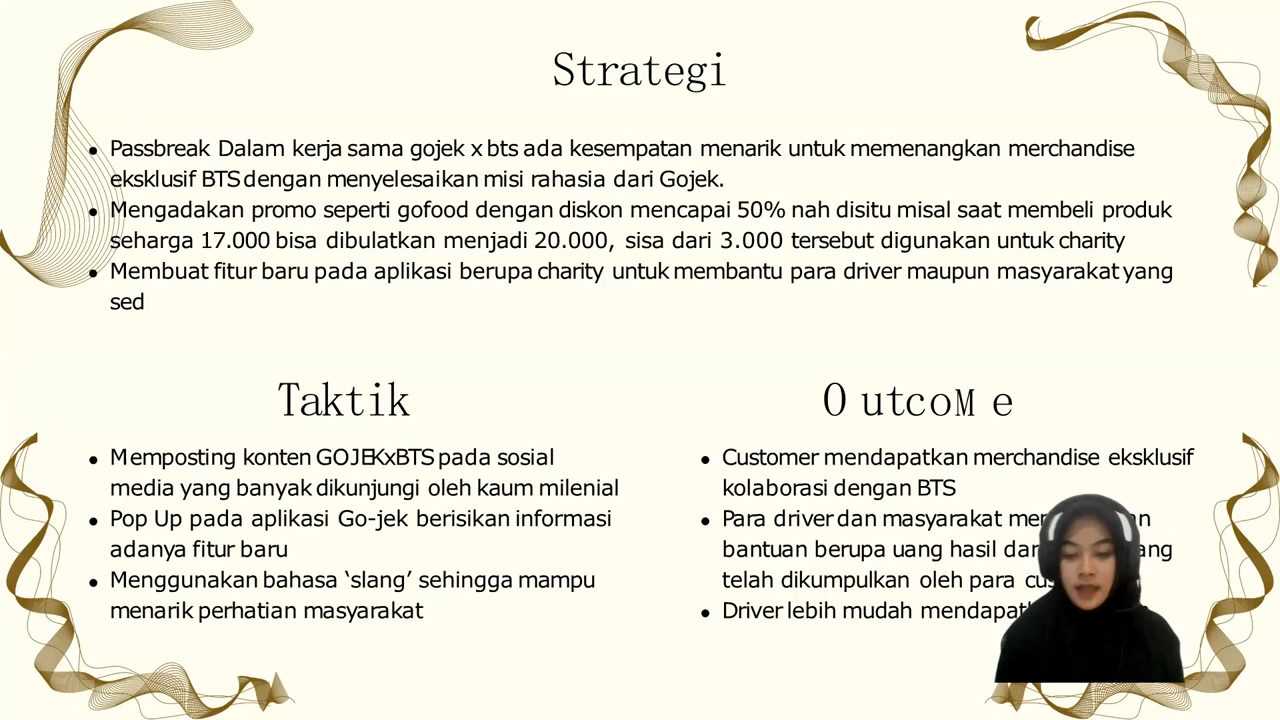 Strategi
Passbreak Dalam kerja sama gojek x bts ada kesempatan menarik untuk memenangkan merchandise
eksklusif BTS dengan menyelesaikan misi rahasia dari Gojek.
Mengadakan promo seperti gofood dengan diskon mencapai 50% nah disitu misal saat membeli produk
seharga 17.000 bisa dibulatkan menjadi 20.000, sisa dari 3.000 tersebut digunakan untuk charity
Membuat fitur baru pada aplikasi berupa charity untuk membantu para driver maupun masyarakat yang
sed
Taktik
Memposting konten GOJEKxBTS pada sosial
media yang banyak dikunjungi oleh kaum milenial
Pop Up pada aplikasi Go-jek berisikan informasi
adanya fitur baru
Menggunakan bahasa ‘slang’ sehingga mampu
menarik perhatian masyarakat
OutcoMe
Customer mendapatkan merchandise eksklusif
kolaborasi dengan BTS
Para driver dan masyarakat
bantuan berupa uang hasil
telah dikumpulkan oleh para
Driver lebih mudah